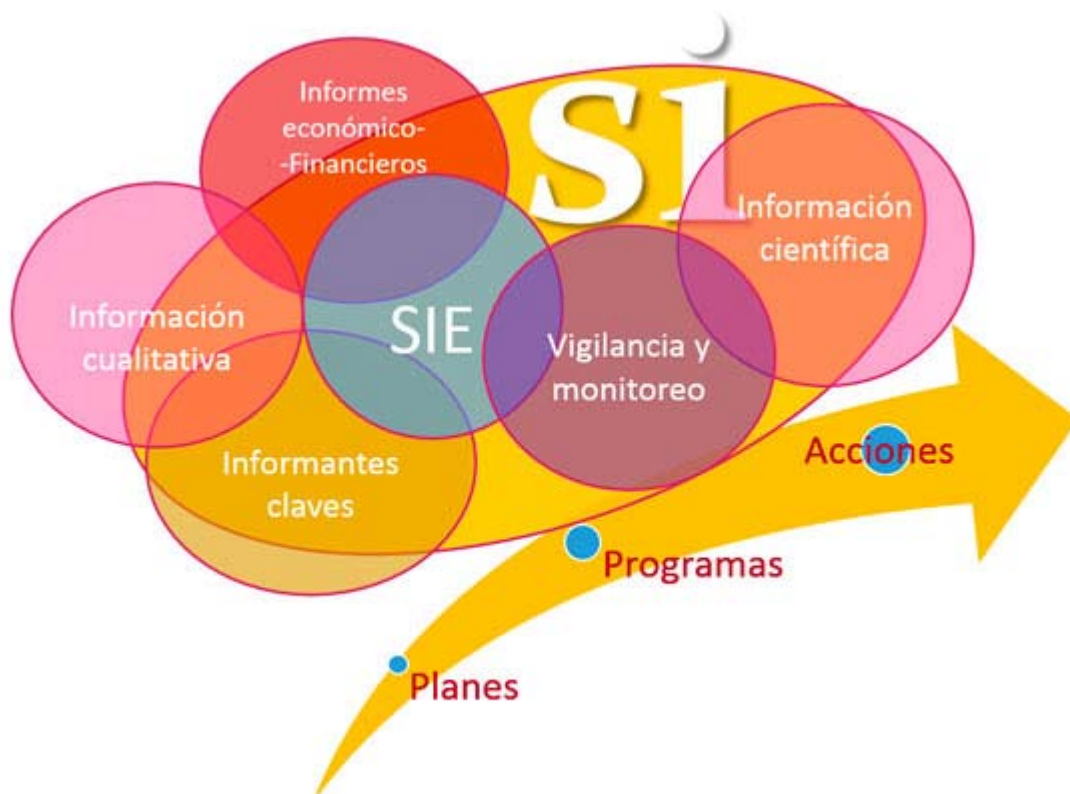 si
Informes
económico-
-Financieros
Información
científica
SIE
Información
cualitativa
Vigilancia y
monitoreo
Informantes
claves
Acciones
Programas
Planes